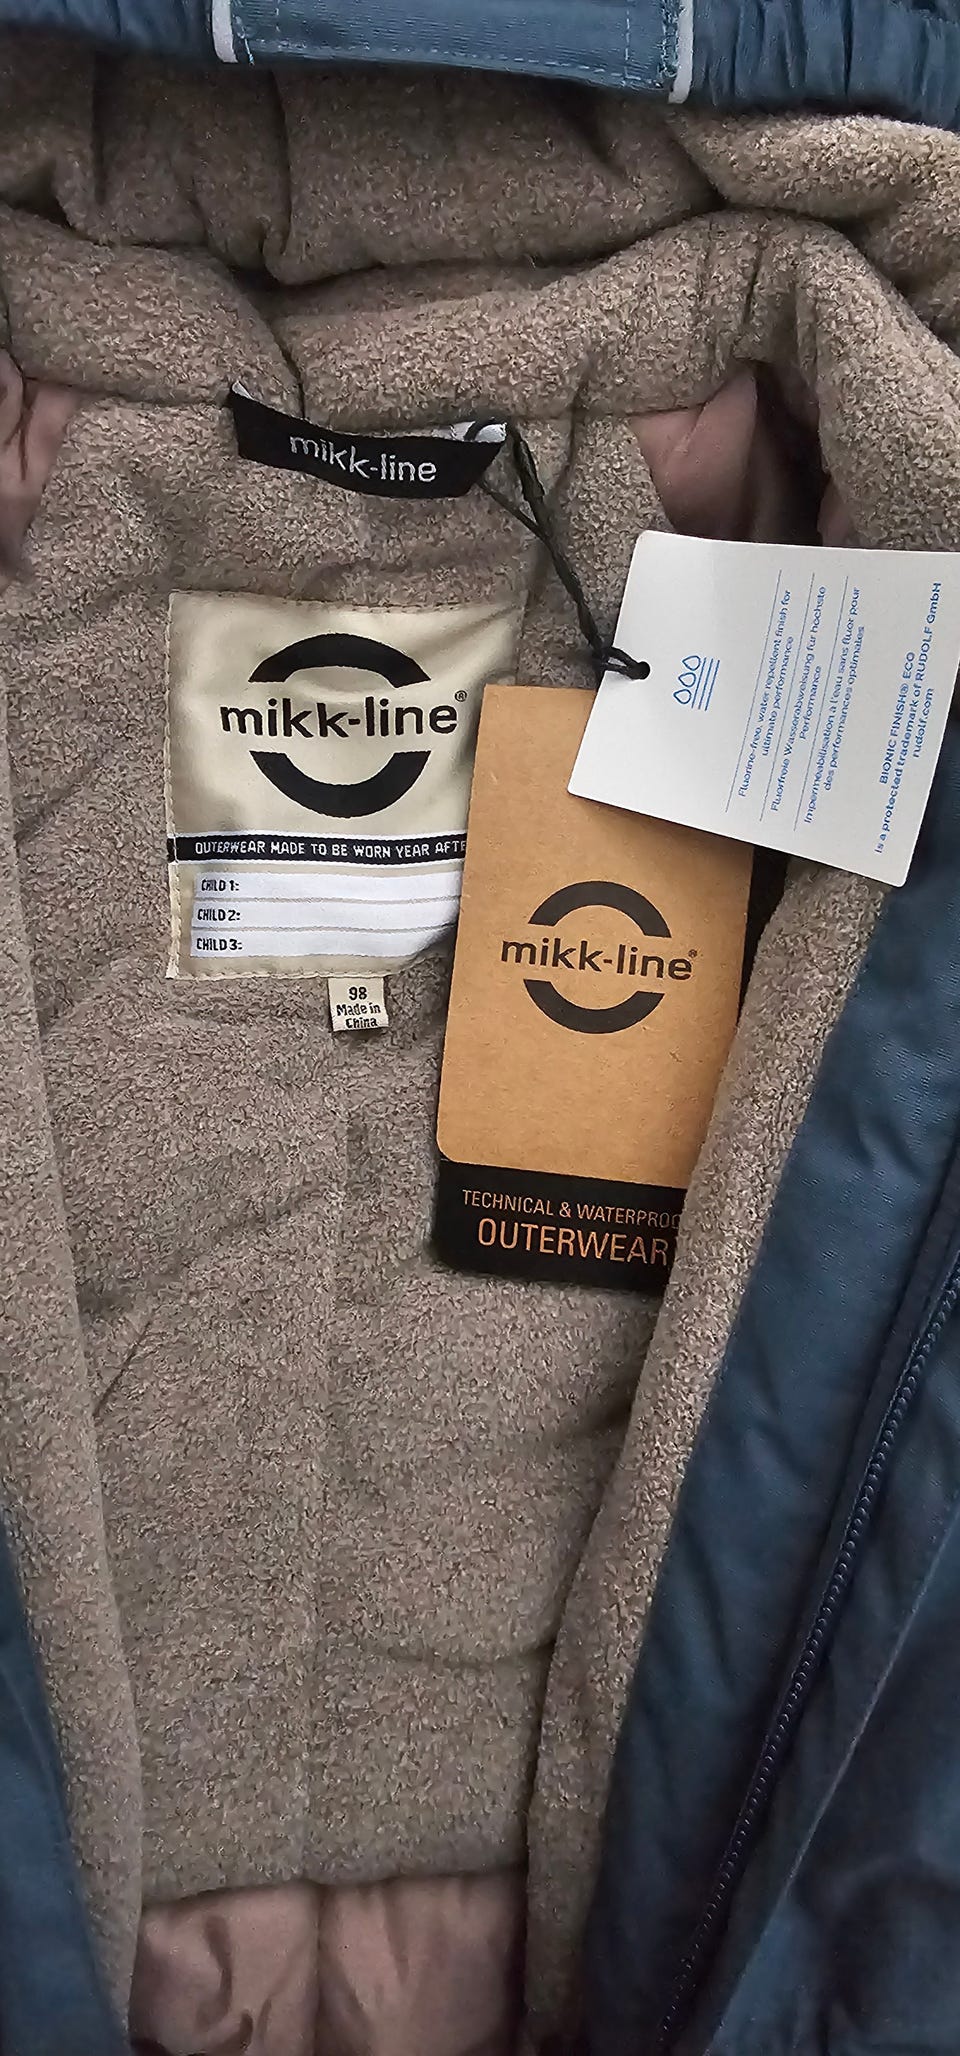 mikk-line
mikk-line®
OUTERWEAR MADE TO BE WORN YEAR
CHILD 1:
CHILD 2:
CHILD 3:
98
Made in
China
Fluorine-free, water repellent finish for
ultimate performance
Fluorfreie Wasserabweisung für höchste
Performance
Imperméabilisation à l'eau sans fluor pour
des performances optimales
BIONIC FINISH® ECO
is a protected trademark of RUDOLF GmbH
rudolf.com
mikk-line®
TECHNICAL & WATERPROO
OUTERWEAR